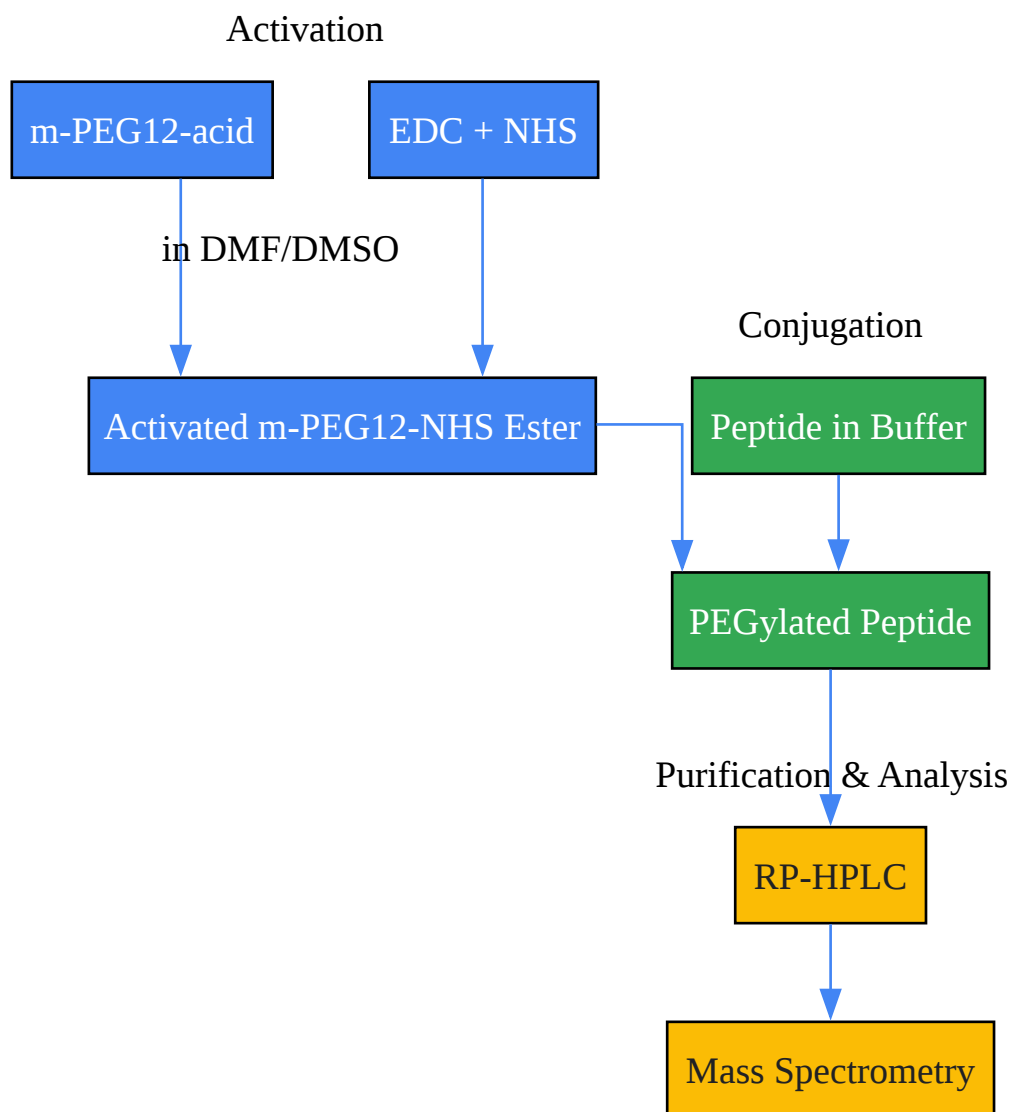 Activation
m-PEG12-acid
EDC + NHS
in DMF/DMSO
Conjugation
Activated m-PEG12-NHS Ester
Peptide in Buffer
PEGylated Peptide
Purification & Analysis
RP-HPLC
Mass Spectrometry